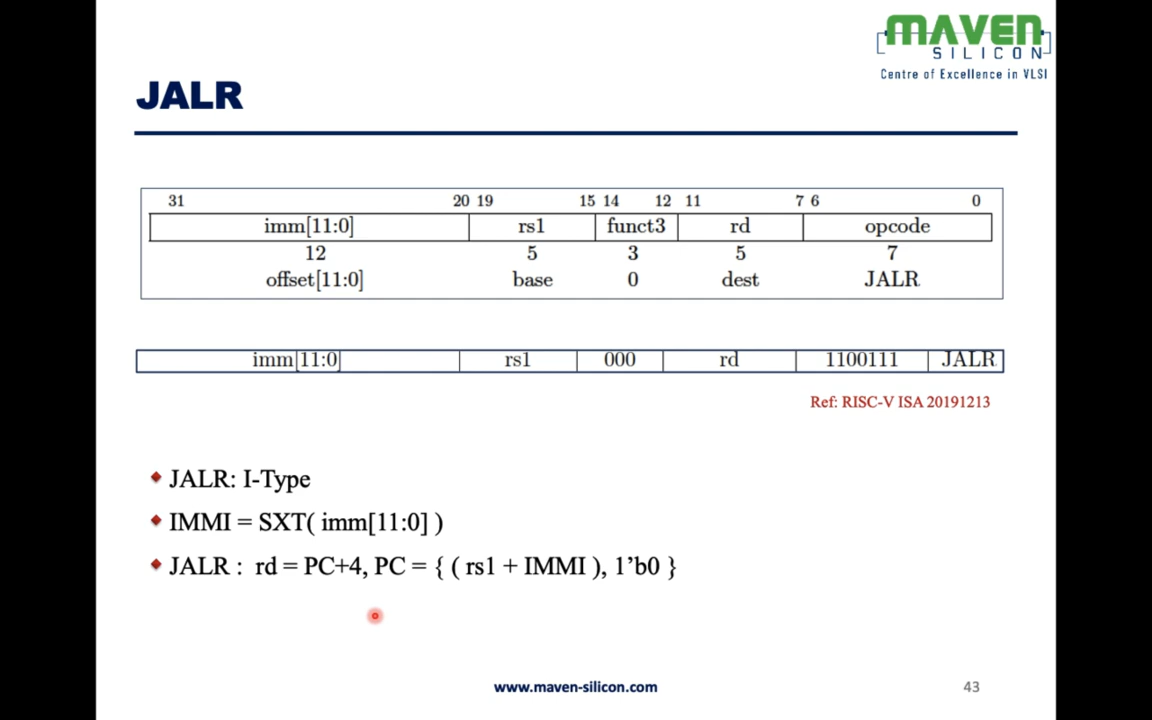 MAVEN
SILICON
Centre of Excellence in VLSI
JALR
31 20 19 15 14 12 11 7 6 0
imm[11:0] rs1 funct3 rd opcode
12 5 3 5 7
offset[11:0] base 0 dest JALR
imm[11:0] rs1 000 rd 1100111 JALR
Ref: RISC-V ISA 20191213
JALR: I-Type
IMMI = SXT( imm[11:0] )
JALR : rd = PC+4, PC = { ( rs1 + IMMI ), 1’b0 }
www.maven-silicon.com 43